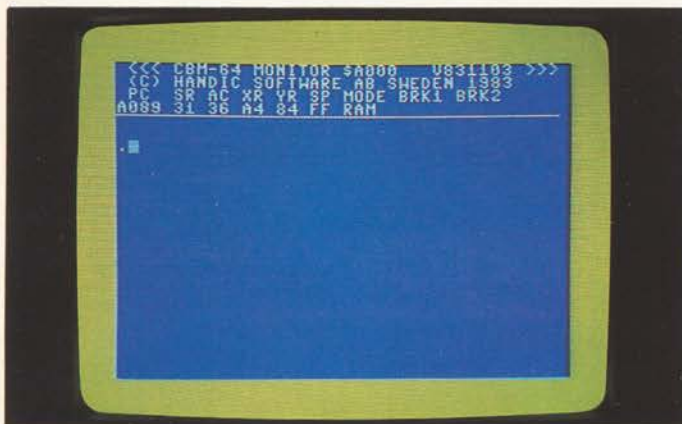 <<< CBM-64 MONITOR $A000 V831103 >>>
(C) HANDIC SOFTWARE AB SWEDEN 1983
PC SR AC XR YR SP MODE BRK1 BRK2
A089 31 36 A4 84 FF RAM
.